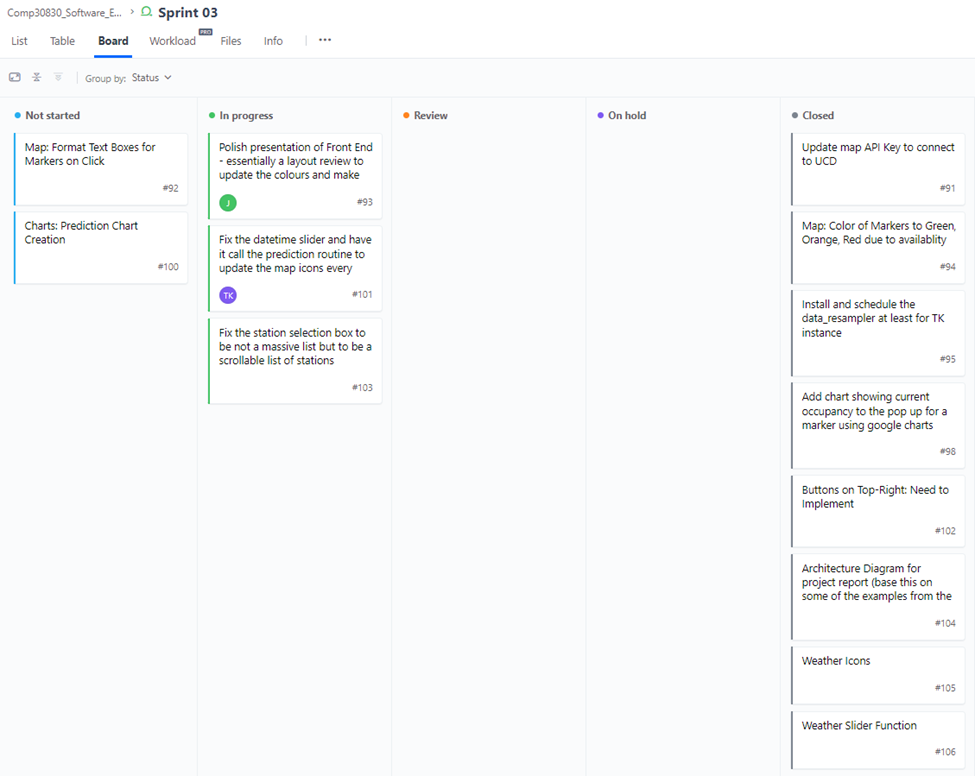 Comp30830_Software_E... > Sprint 03
List Table Board Workload PRO Files Info ...
Group by: Status
Not started
Map: Format Text Boxes for
Markers on Click
#92
Charts: Prediction Chart
Creation
#100
In progress
Polish presentation of Front End
- essentially a layout review to
update the colours and make
J #93
Fix the datetime slider and have
it call the prediction routine to
update the map icons every
TK #101
Fix the station selection box to
be not a massive list but to be a
scrollable list of stations
#103
Review
On hold
Closed
Update map API Key to connect
to UCD
#91
Map: Color of Markers to Green,
Orange, Red due to availablity
#94
Install and schedule the
data_resampler at least for TK
instance
#95
Add chart showing current
occupancy to the pop up for a
marker using google charts
#98
Buttons on Top-Right: Need to
Implement
#102
Architecture Diagram for
project report (base this on
some of the examples from the
#104
Weather Icons
#105
Weather Slider Function
#106